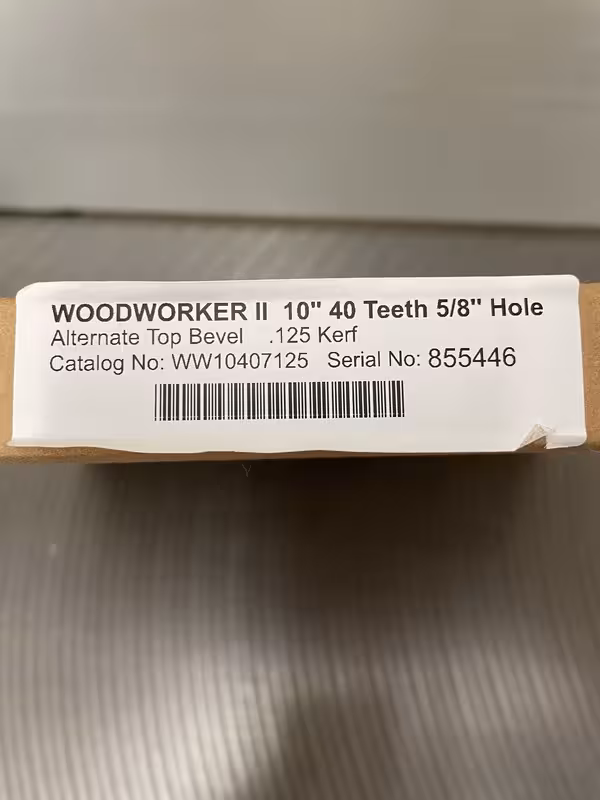 WOODWORKER II 10" 40 Teeth 5/8" Hole
Alternate Top Bevel .125 Kerf
Catalog No: WW10407125 Serial No: 855446